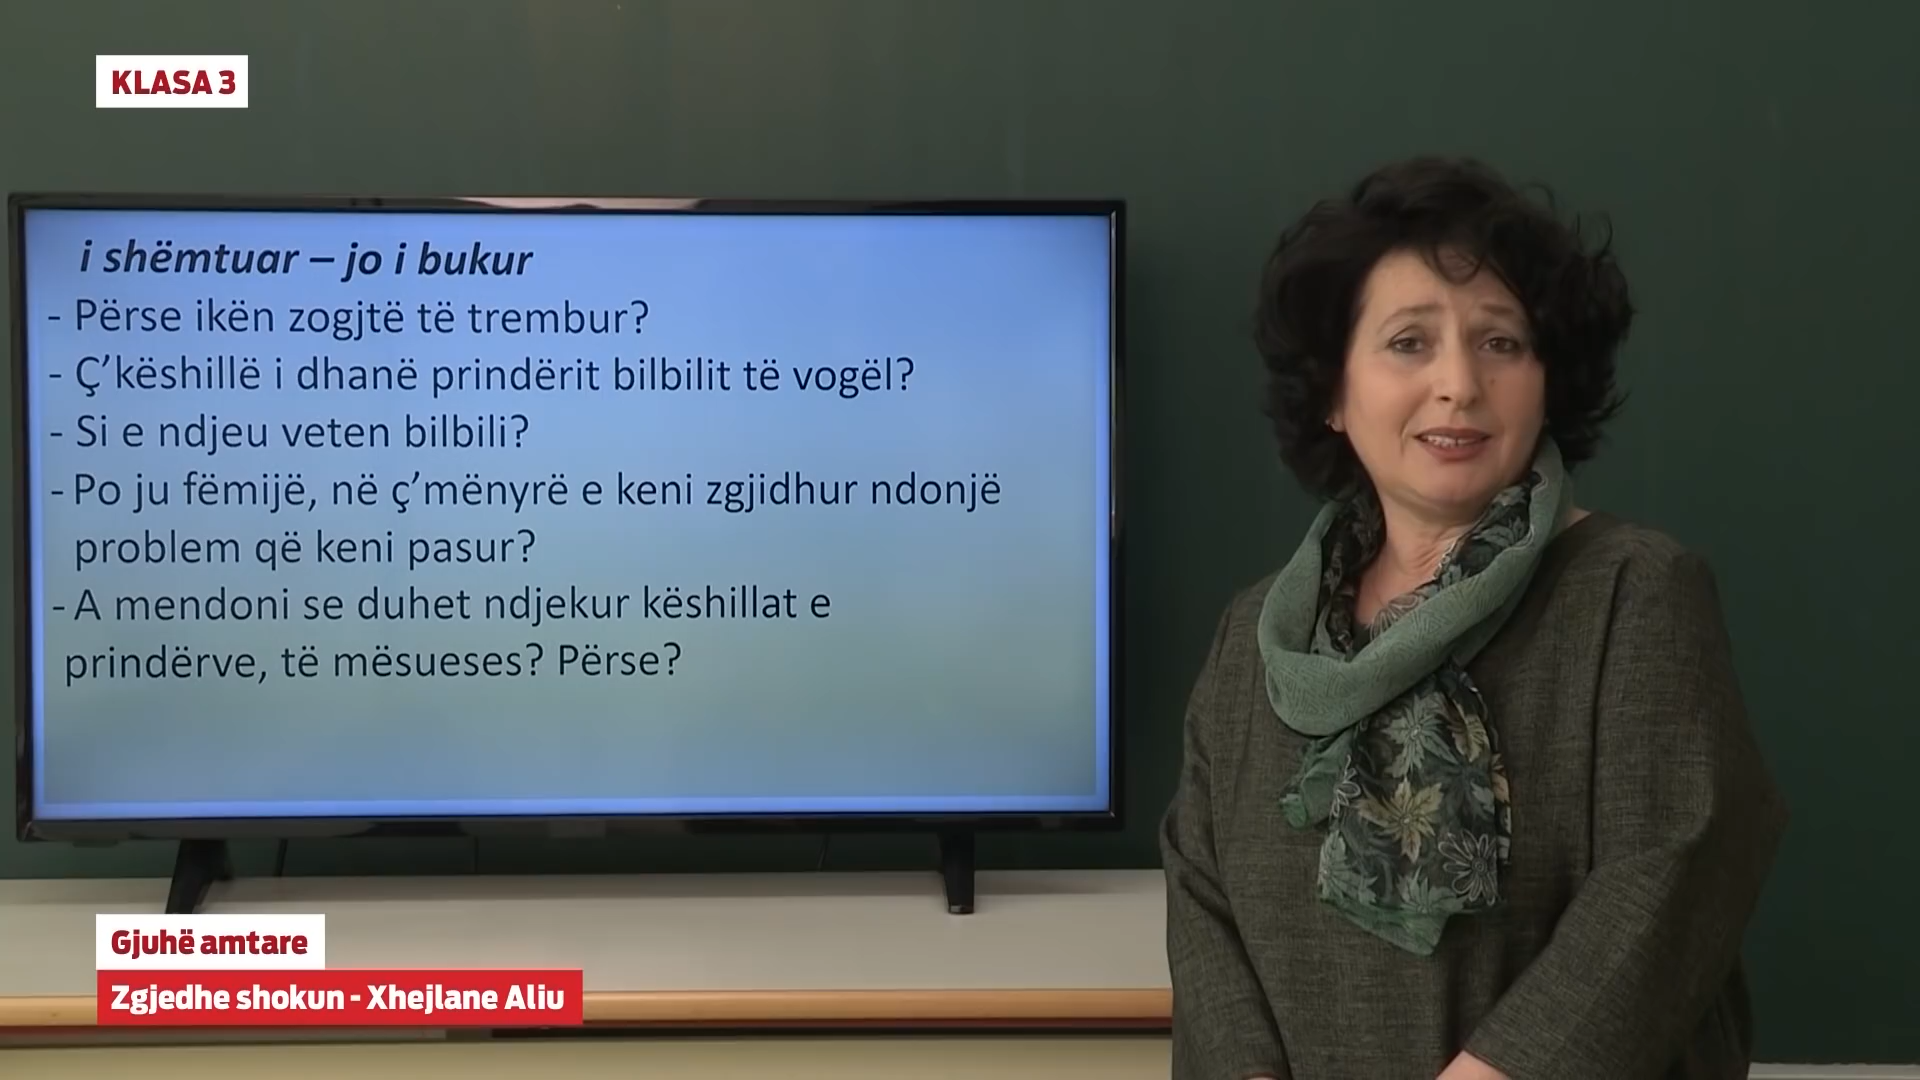 KLASA 3
i shëmtuar – jo i bukur
- Përse ikën zogjtë të trembur?
- Ç’këshillë i dhanë prindërit bilbilit të vogël?
- Si e ndjeu veten bilbili?
- Po ju fëmijë, në ç’mënyrë e keni zgjidhur ndonjë
problem që keni pasur?
- A mendoni se duhet ndjekur këshillat e
prindërve, të mësueses? Përse?
Gjuhë amtare
Zgjedhe shokun - Xhejlane Aliu